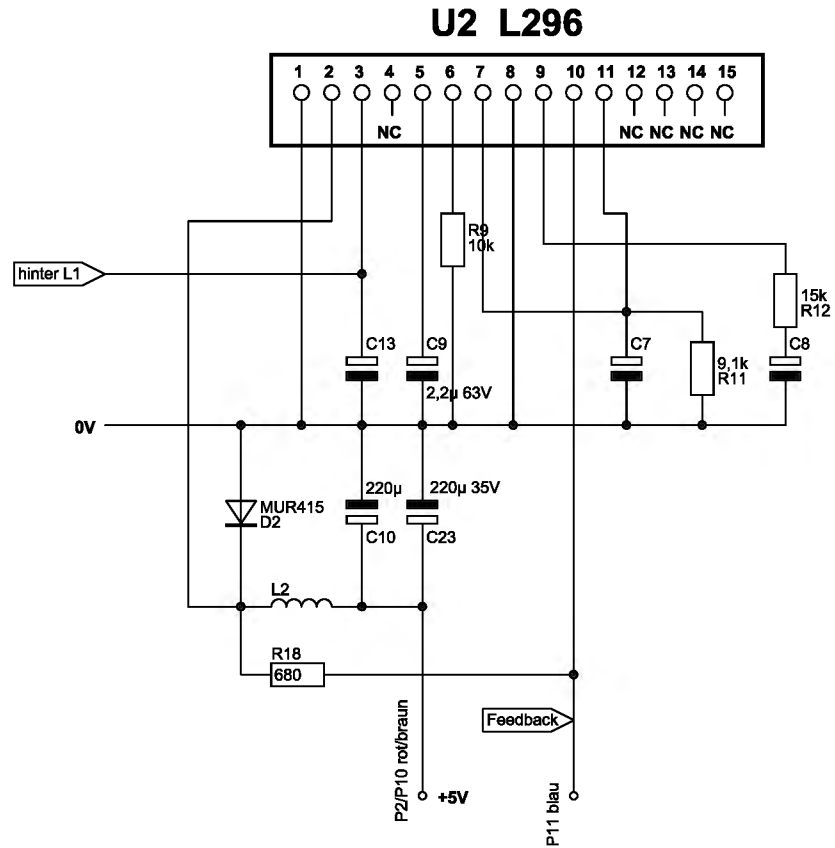 U2 L296
1 2 3 4 5 6 7 8 9 10 11 12 13 14 15
NC NC NC NC NC
R9
10k
hinter L1
15k
R12
C13 C9 C7 C8
9,1k
R11
2,2µ 63V
0V
220µ 220µ 35V
MUR415
D2
C10 C23
L2
R18
680
Feedback
P2/P10 rot/braun
+5V
P11 blau